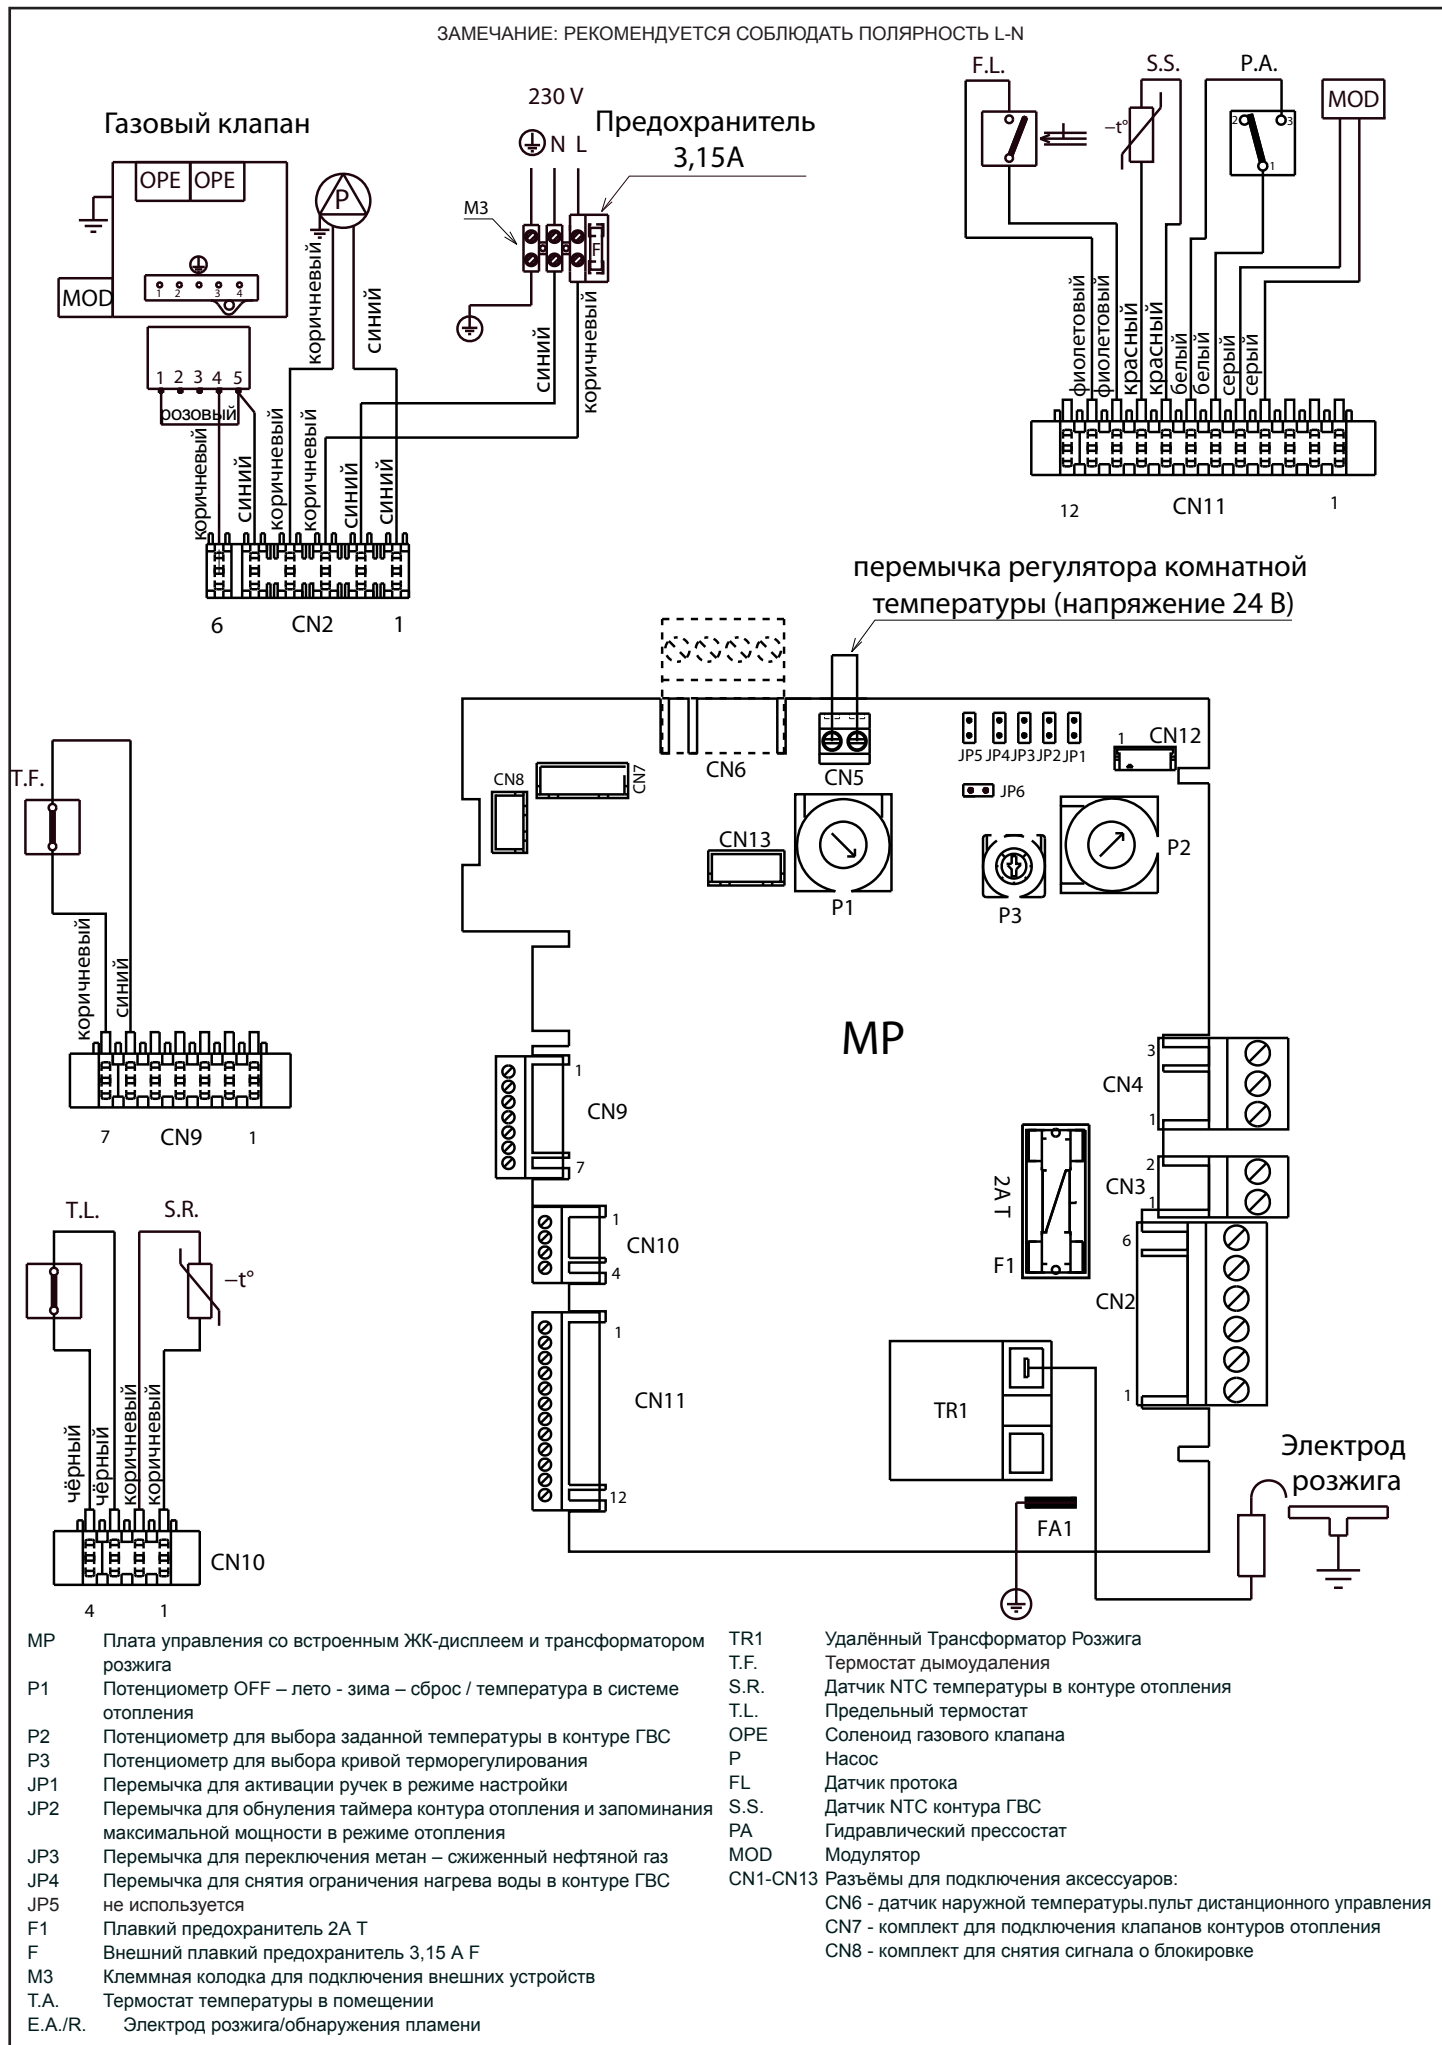 ЗАМЕЧАНИЕ: РЕКОМЕНДУЕТСЯ СОБЛЮДАТЬ ПОЛЯРНОСТЬ L-N
Газовый клапан
OPE OPE
MOD
1 2 3 4
1 2 3 4 5
розовый
P
230 V
N L
Предохранитель
3,15A
M3
F
коричневый
синий
синий
коричневый
коричневый
синий
коричневый
коричневый
синий
синий
6 CN2 1
F.L.
S.S.
P.A.
MOD
–t°
2 3
1
фиолетовый
фиолетовый
красный
красный
белый
белый
серый
серый
12 CN11 1
перемычка регулятора комнатной
температуры (напряжение 24 В)
T.F.
коричневый
синий
7 CN9 1
T.L. S.R.
–t°
чёрный
чёрный
коричневый
коричневый
CN10
4 1
CN8
CN7
CN6
CN5
JP5 JP4 JP3 JP2 JP1
JP6
1 CN12
CN13
P1
P3
P2
MP
1
CN9
7
1
CN10
4
1
CN11
12
3
CN4
1
2
CN3
1
6
CN2
1
2A T
F1
TR1
FA1
Электрод
розжига
MP Плата управления со встроенным ЖК-дисплеем и трансформатором
розжига
P1 Потенциометр OFF – лето - зима – сброс / температура в системе
отопления
P2 Потенциометр для выбора заданной температуры в контуре ГВС
P3 Потенциометр для выбора кривой терморегулирования
JP1 Перемычка для активации ручек в режиме настройки
JP2 Перемычка для обнуления таймера контура отопления и запоминания
максимальной мощности в режиме отопления
JP3 Перемычка для переключения метан – сжиженный нефтяной газ
JP4 Перемычка для снятия ограничения нагрева воды в контуре ГВС
JP5 не используется
F1 Плавкий предохранитель 2А Т
F Внешний плавкий предохранитель 3,15 A F
M3 Клеммная колодка для подключения внешних устройств
T.A. Термостат температуры в помещении
E.A./R. Электрод розжига/обнаружения пламени
TR1 Удалённый Трансформатор Розжига
T.F. Термостат дымоудаления
S.R. Датчик NTC температуры в контуре отопления
T.L. Предельный термостат
OPE Соленоид газового клапана
P Насос
FL Датчик протока
S.S. Датчик NTC контура ГВС
PA Гидравлический прессостат
MOD Модулятор
CN1-CN13 Разъёмы для подключения аксессуаров:
CN6 - датчик наружной температуры.пульт дистанционного управления
CN7 - комплект для подключения клапанов контуров отопления
CN8 - комплект для снятия сигнала о блокировке